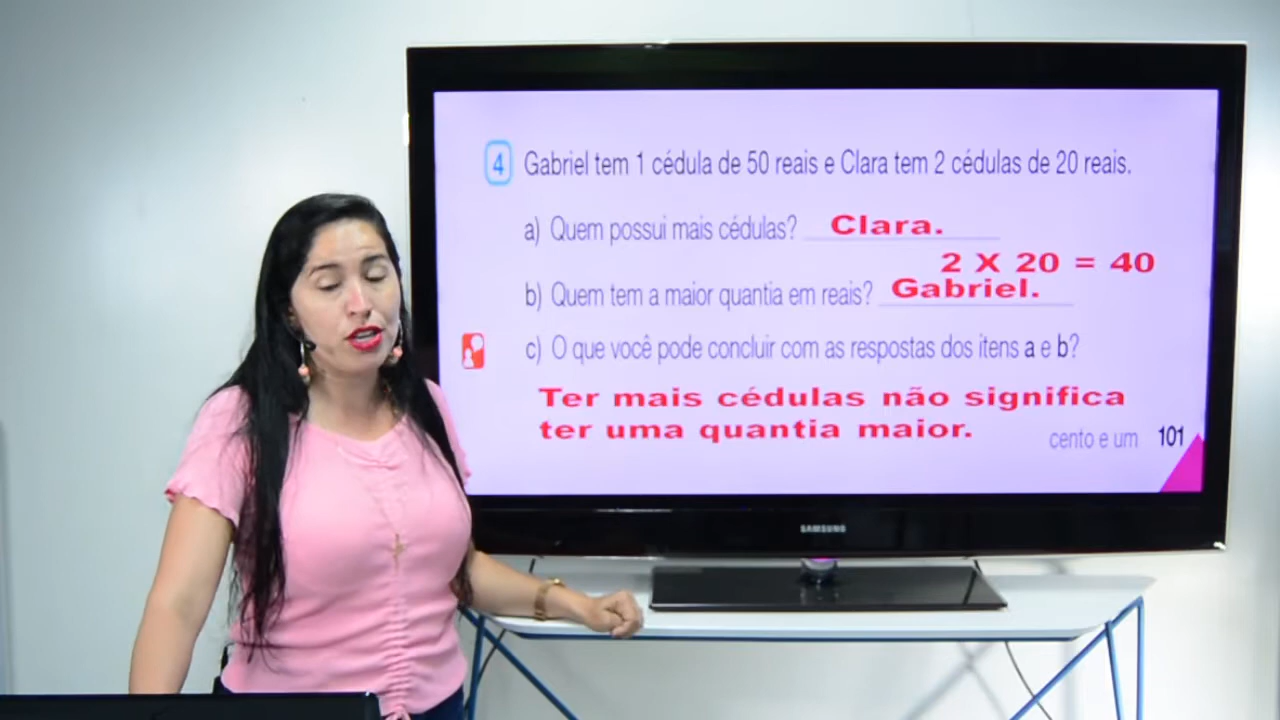 4 Gabriel tem 1 cédula de 50 reais e Clara tem 2 cédulas de 20 reais.
a) Quem possui mais cédulas? Clara.
2 X 20 = 40
b) Quem tem a maior quantia em reais? Gabriel.
c) O que você pode concluir com as respostas dos itens a e b?
Ter mais cédulas não significa
ter uma quantia maior.
cento e um 101
SAMSUNG